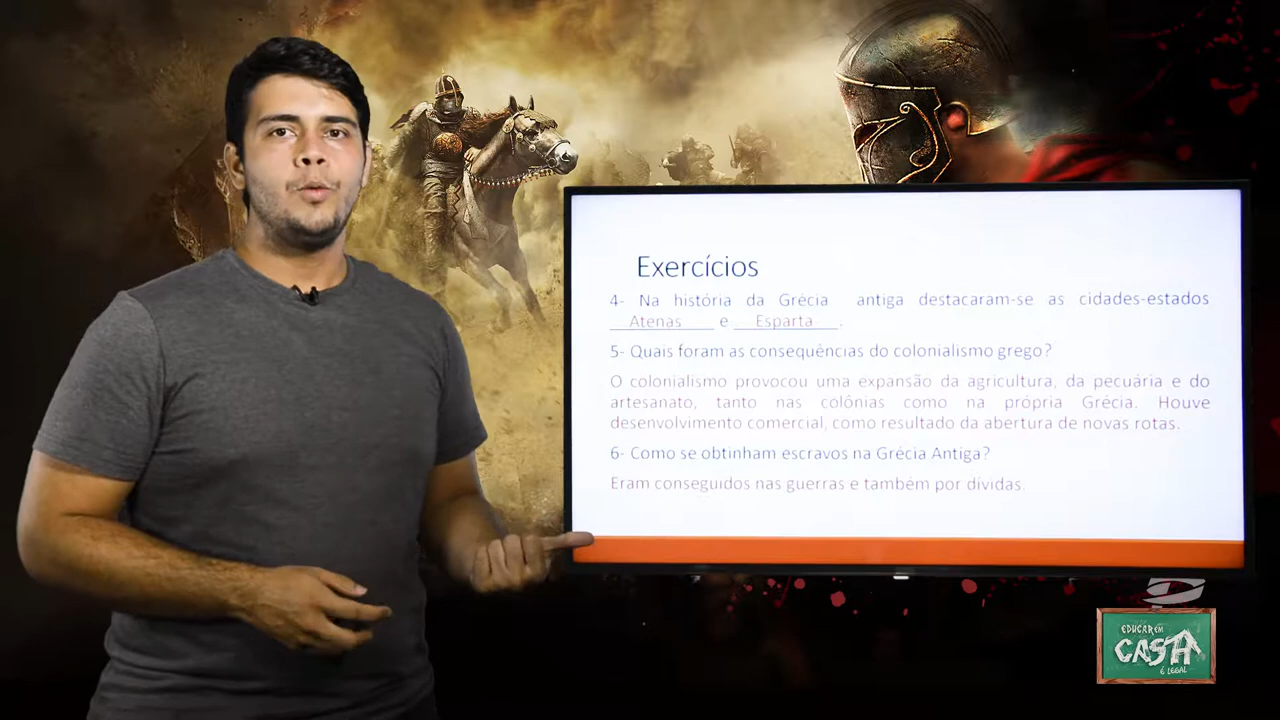 Exercícios
4- Na história da Grécia antiga destacaram-se as cidades-estados
Atenas e Esparta.
5- Quais foram as consequências do colonialismo grego?
O colonialismo provocou uma expansão da agricultura, da pecuária e do
artesanato, tanto nas colônias como na própria Grécia. Houve
desenvolvimento comercial, como resultado da abertura de novas rotas.
6- Como se obtinham escravos na Grécia Antiga?
Eram conseguidos nas guerras e também por dívidas.
EDUCAR EM
CASA
É LEGAL